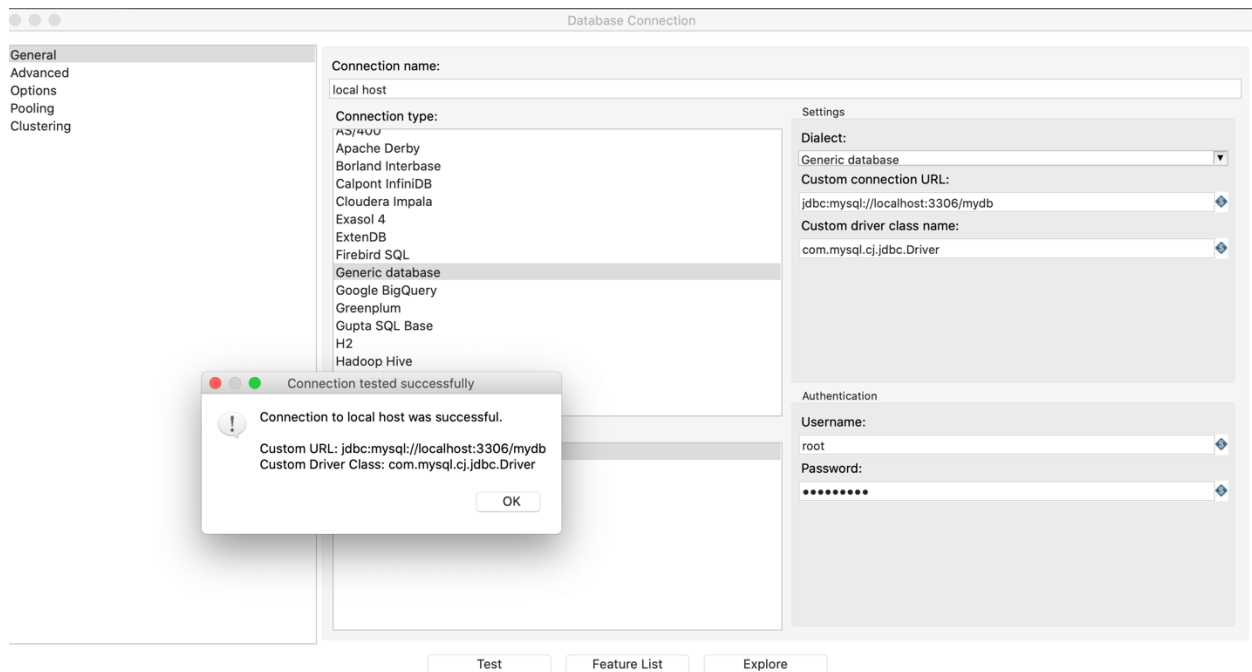 Database Connection
General
Advanced
Options
Pooling
Clustering
Connection name:
local host
Connection type:
AS/400
Apache Derby
Borland Interbase
Calpont InfiniDB
Cloudera Impala
Exasol 4
ExtenDB
Firebird SQL
Generic database
Google BigQuery
Greenplum
Gupta SQL Base
H2
Hadoop Hive
Settings
Dialect:
Generic database
Custom connection URL:
jdbc:mysql://localhost:3306/mydb
Custom driver class name:
com.mysql.cj.jdbc.Driver
Authentication
Username:
root
Password:
•••••••••
Connection tested successfully
Connection to local host was successful.
Custom URL: jdbc:mysql://localhost:3306/mydb
Custom Driver Class: com.mysql.cj.jdbc.Driver
OK
Test
Feature List
Explore